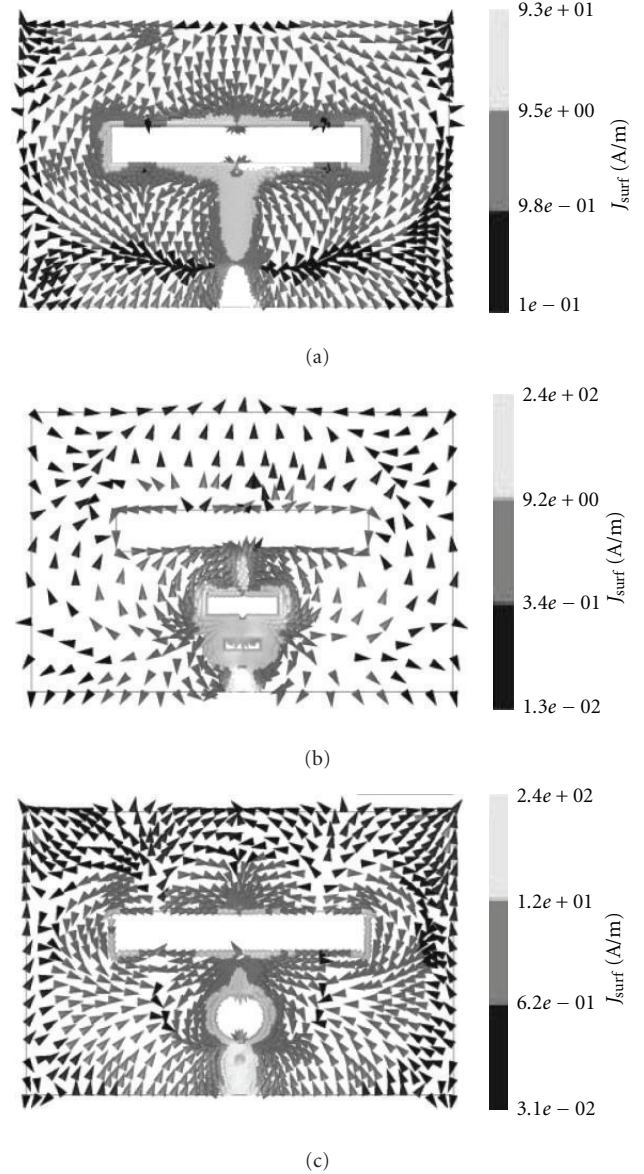 9.3e + 01
9.5e + 00
9.8e − 01
1e − 01
J_surf (A/m)
(a)
2.4e + 02
9.2e + 00
3.4e − 01
1.3e − 02
J_surf (A/m)
(b)
2.4e + 02
1.2e + 01
6.2e − 01
3.1e − 02
J_surf (A/m)
(c)